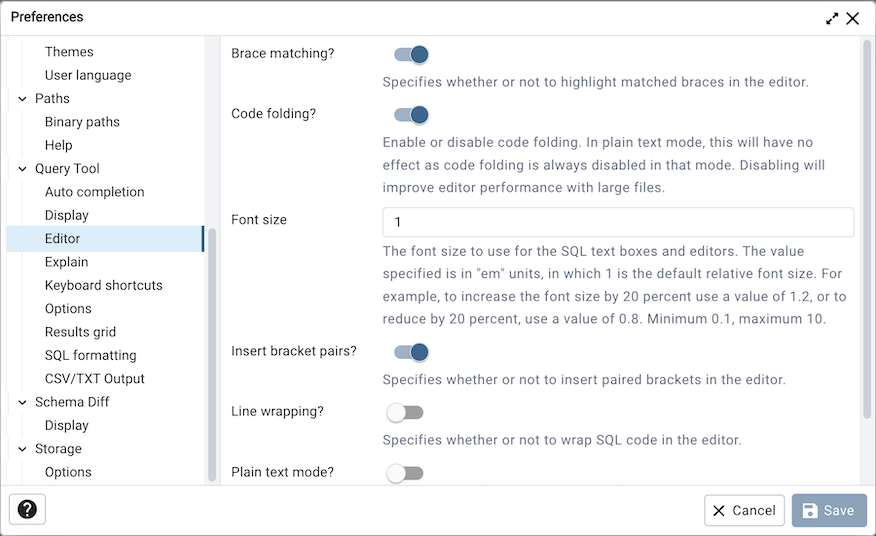 Preferences
Themes
User language
Paths
Binary paths
Help
Query Tool
Auto completion
Display
Editor
Explain
Keyboard shortcuts
Options
Results grid
SQL formatting
CSV/TXT Output
Schema Diff
Display
Storage
Options
Brace matching?
Specifies whether or not to highlight matched braces in the editor.
Code folding?
Enable or disable code folding. In plain text mode, this will have no
effect as code folding is always disabled in that mode. Disabling will
improve editor performance with large files.
Font size
1
The font size to use for the SQL text boxes and editors. The value
specified is in "em" units, in which 1 is the default relative font size. For
example, to increase the font size by 20 percent use a value of 1.2, or to
reduce by 20 percent, use a value of 0.8. Minimum 0.1, maximum 10.
Insert bracket pairs?
Specifies whether or not to insert paired brackets in the editor.
Line wrapping?
Specifies whether or not to wrap SQL code in the editor.
Plain text mode?
?
Cancel
Save